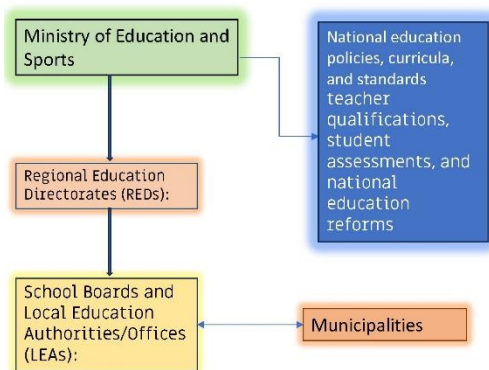 Ministry of Education and
Sports
National education
policies, curricula,
and standards
teacher
qualifications,
student
assessments, and
national
education
reforms
Regional Education
Directorates (REDs):
School Boards and
Local Education
Authorities/Offices
(LEAs):
Municipalities